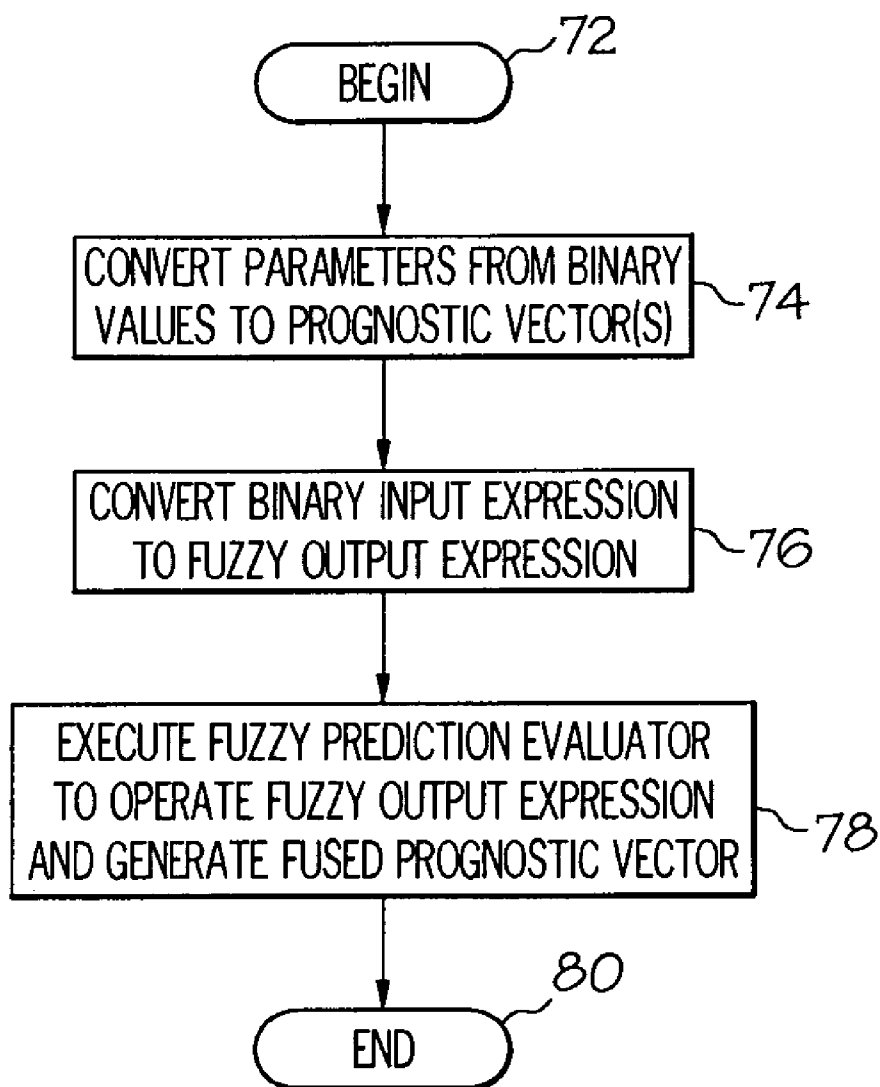 BEGIN
72
CONVERT PARAMETERS FROM BINARY
VALUES TO PROGNOSTIC VECTOR(S)
74
CONVERT BINARY INPUT EXPRESSION
TO FUZZY OUTPUT EXPRESSION
76
EXECUTE FUZZY PREDICTION EVALUATOR
TO OPERATE FUZZY OUTPUT EXPRESSION
AND GENERATE FUSED PROGNOSTIC VECTOR
78
END
80